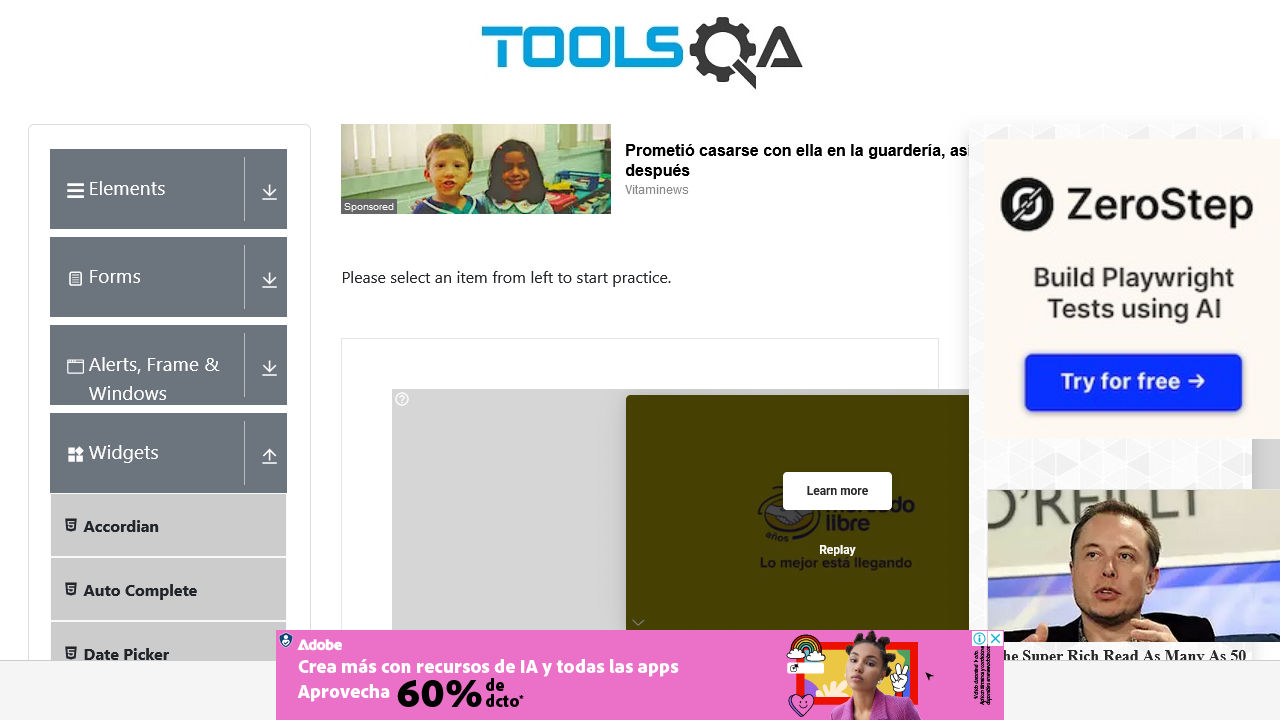 TOOLSQA
Elements
Forms
Alerts, Frame &
Windows
Widgets
Accordian
Auto Complete
Date Picker
Sponsored
Prometió casarse con ella en la guardería, así
después
Vitaminews
Please select an item from left to start practice.
Learn more
mercado
libre
años
Replay
Lo mejor está llegando
ZeroStep
Build Playwright
Tests using AI
Try for free →
O'REILLY
The Super Rich Read As Many As 50
Adobe
Crea más con recursos de IA y todas las apps
Aprovecha 60% de
dcto*